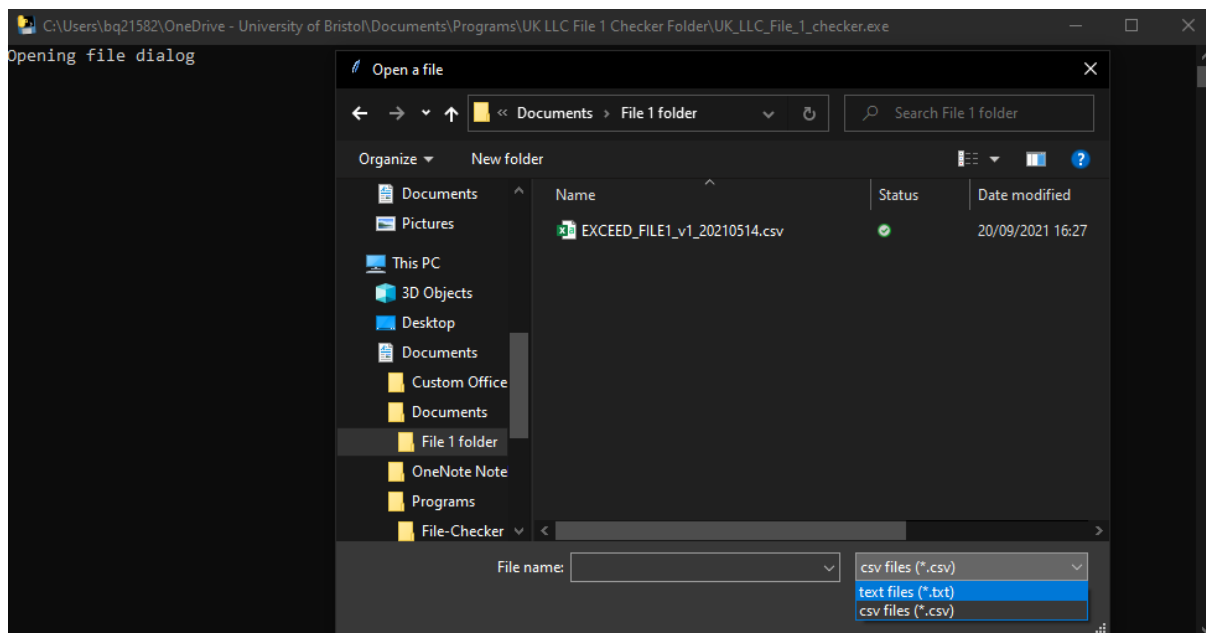 C:\Users\bq21582\OneDrive - University of Bristol\Documents\Programs\UK LLC File 1 Checker Folder\UK_LLC_File_1_checker.exe
Opening file dialog
Open a file
« Documents > File 1 folder
Search File 1 folder
Organize
New folder
Documents
Pictures
This PC
3D Objects
Desktop
Documents
Custom Office
Documents
File 1 folder
OneNote Note
Programs
File-Checker
Name Status Date modified
EXCEED_FILE1_v1_20210514.csv 20/09/2021 16:27
File name:
csv files (*.csv)
text files (*.txt)
csv files (*.csv)